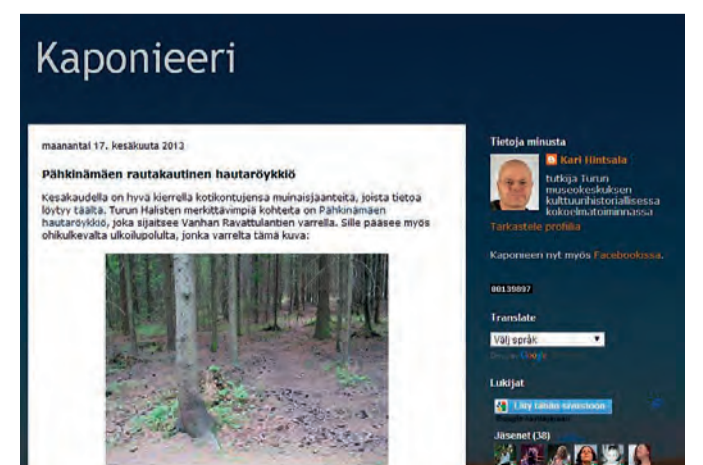 Kaponieeri
maanantai 17. kesäkuuta 2013
Pähkinämäen rautakautinen hautaröykkiö
Kesäkaudella on hyvä kierrellä kotikontujensa muinaisjäänteitä, joista tietoa
löytyy täältä. Turun Halisten merkittävimpiä kohteita on Pähkinämäen
hautaröykkiö, joka sijaitsee Vanhan Ravattulantien varrella. Sille pääsee myös
ohikulkevalta ulkoilupolulta, jonka varrelta tämä kuva:
Tietoja minusta
Kari Hintsala
tutkija Turun
museokeskuksen
kulttuurihistoriallisessa
kokoelmatoiminnassa
Tarkastele profiilia
Kaponieeri nyt myös Facebookissa.
00139897
Translate
Välj språk
Google
Lukijat
Liity tähän sivustoon
Jäsenet (38)